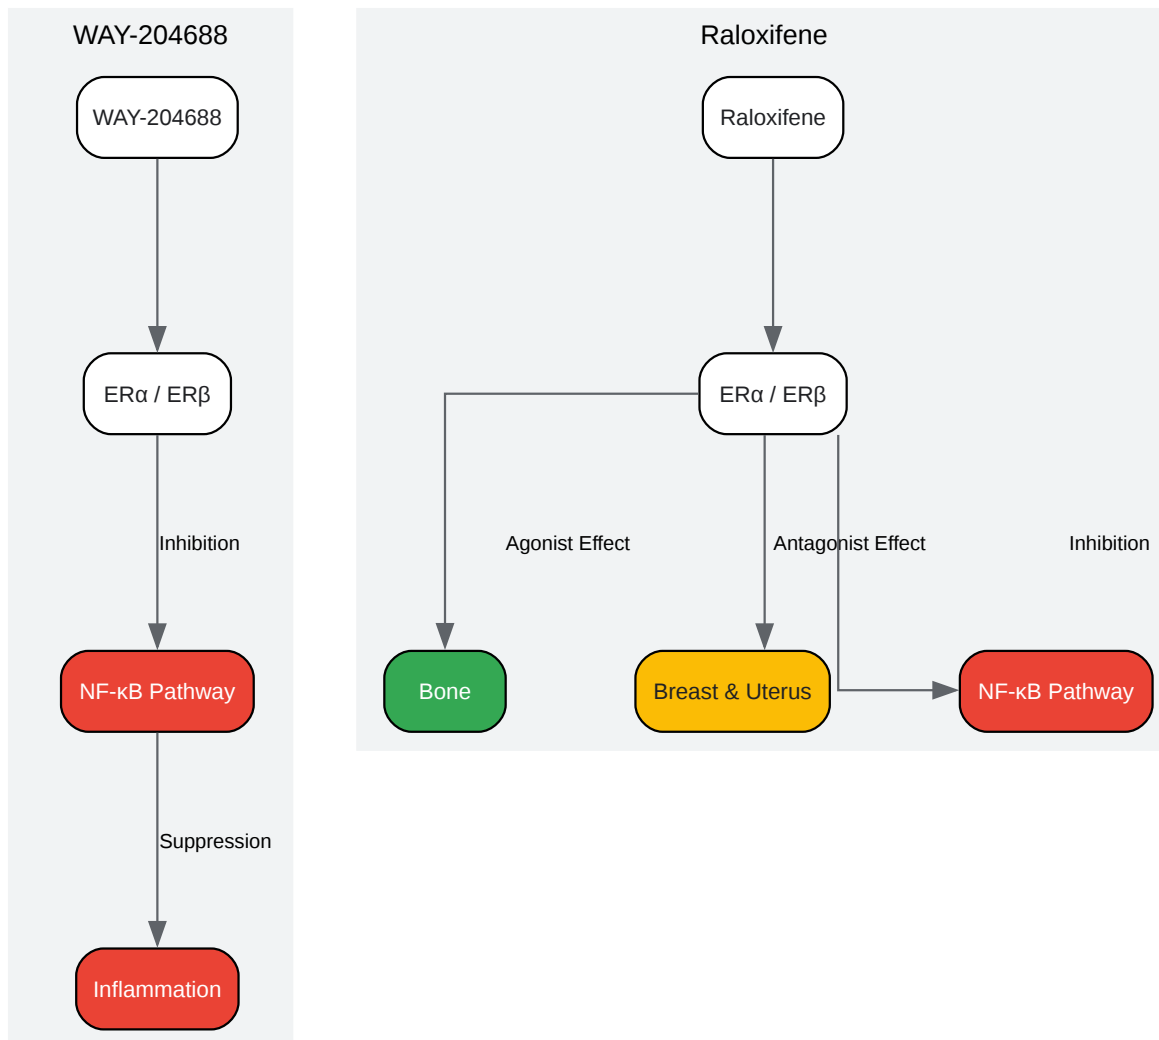 WAY-204688
WAY-204688
ERα / ERβ
Inhibition
NF-κB Pathway
Suppression
Inflammation
Raloxifene
Raloxifene
ERα / ERβ
Agonist Effect
Antagonist Effect
Inhibition
Bone
Breast & Uterus
NF-κB Pathway